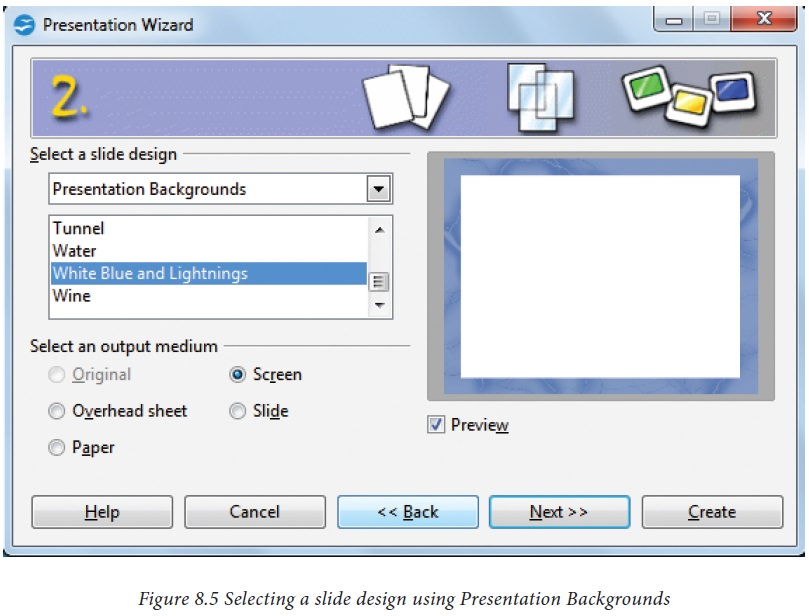 Presentation Wizard
2.
Select a slide design
Presentation Backgrounds
Tunnel
Water
White Blue and Lightnings
Wine
Select an output medium
Original
Screen
Overhead sheet
Slide
Paper
Preview
Help
Cancel
<< Back
Next >>
Create
Figure 8.5 Selecting a slide design using Presentation Backgrounds